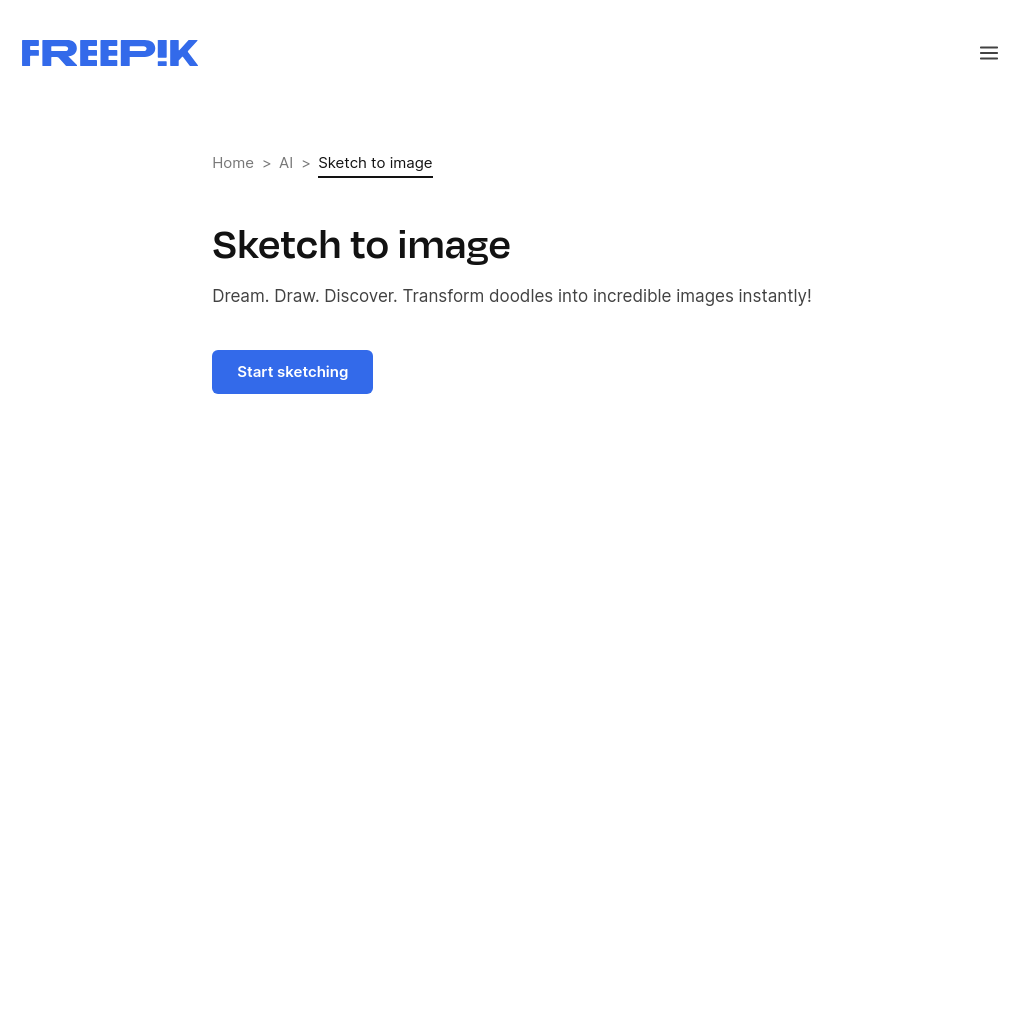 FREEP!K
Home > AI > Sketch to image
Sketch to image
Dream. Draw. Discover. Transform doodles into incredible images instantly!
Start sketching